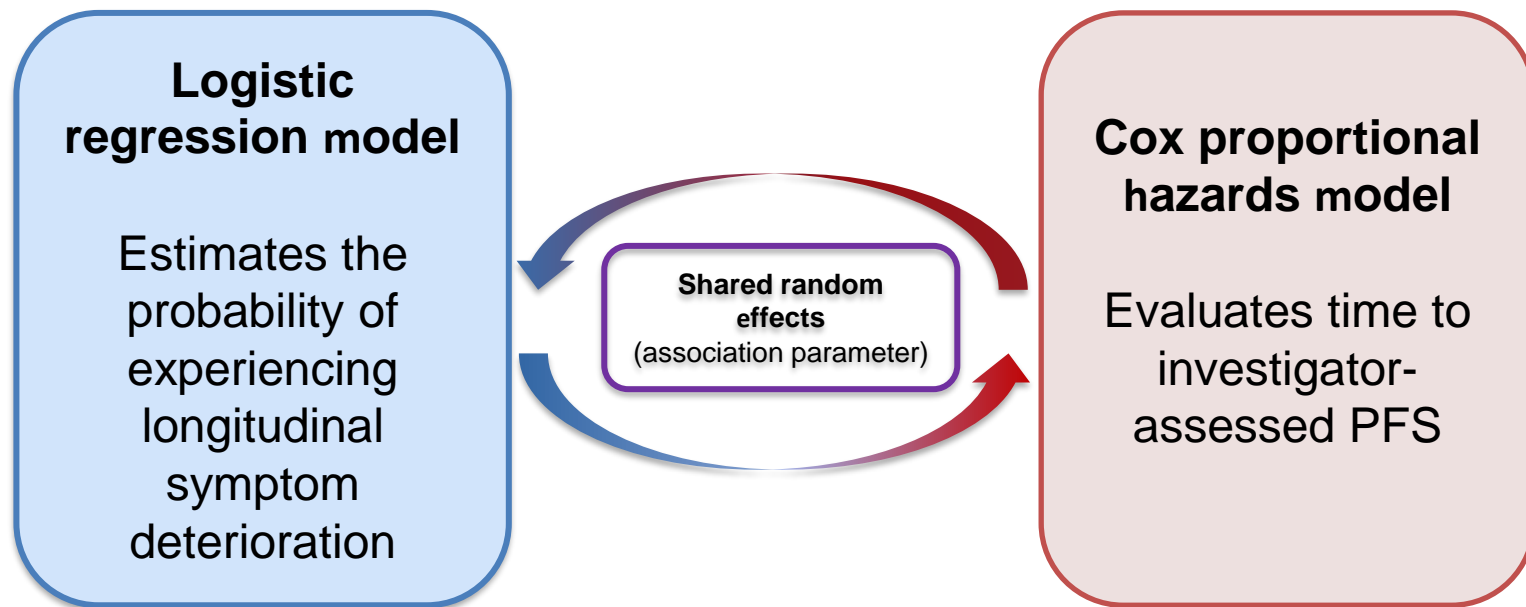 Logistic
regression model
Estimates the
probability of
experiencing
longitudinal
symptom
deterioration
Shared random
effects
(association parameter)
Cox proportional
hazards model
Evaluates time to
investigator-
assessed PFS